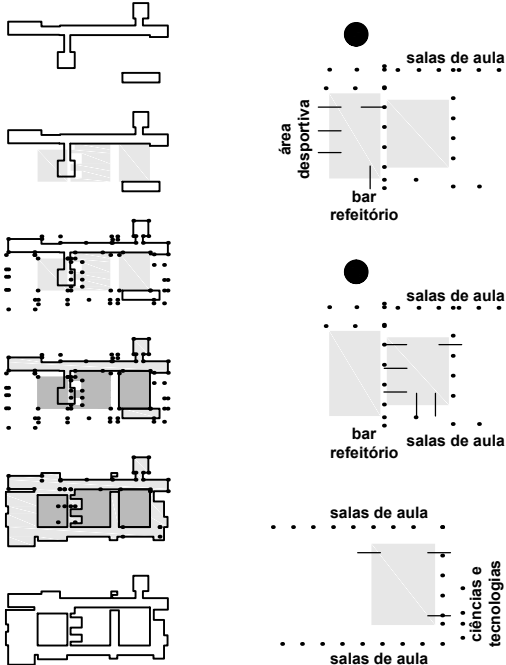 salas de aula
área
desportiva
bar
refeitório
salas de aula
bar
refeitório
salas de aula
salas de aula
ciências e
tecnologias
salas de aula